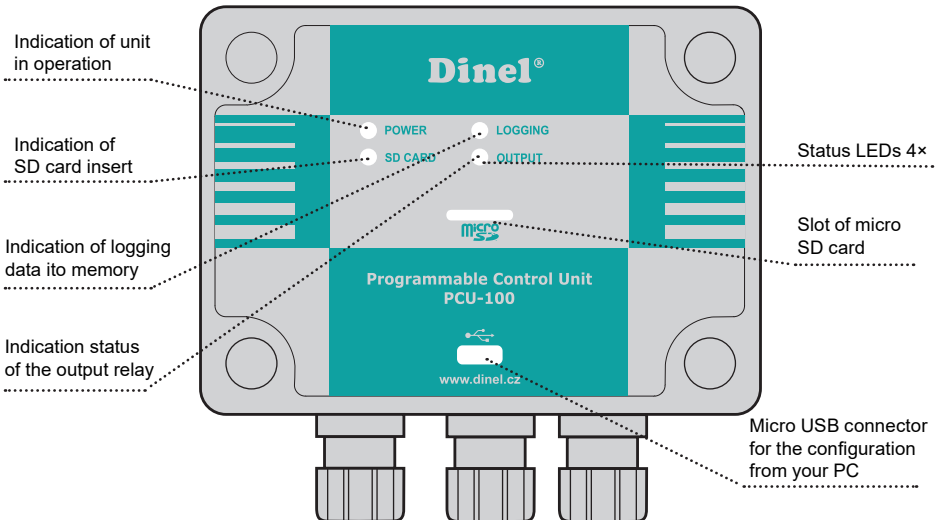 Indication of unit
in operation
Indication of
SD card insert
Indication of logging
data ito memory
Indication status
of the output relay
Dinel®
POWER
LOGGING
SD CARD
OUTPUT
micro
SD
Programmable Control Unit
PCU-100
www.dinel.cz
Status LEDs 4×
Slot of micro
SD card
Micro USB connector
for the configuration
from your PC